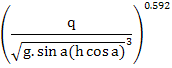 (q / √(g. sin a(h cos a)³))^0.592